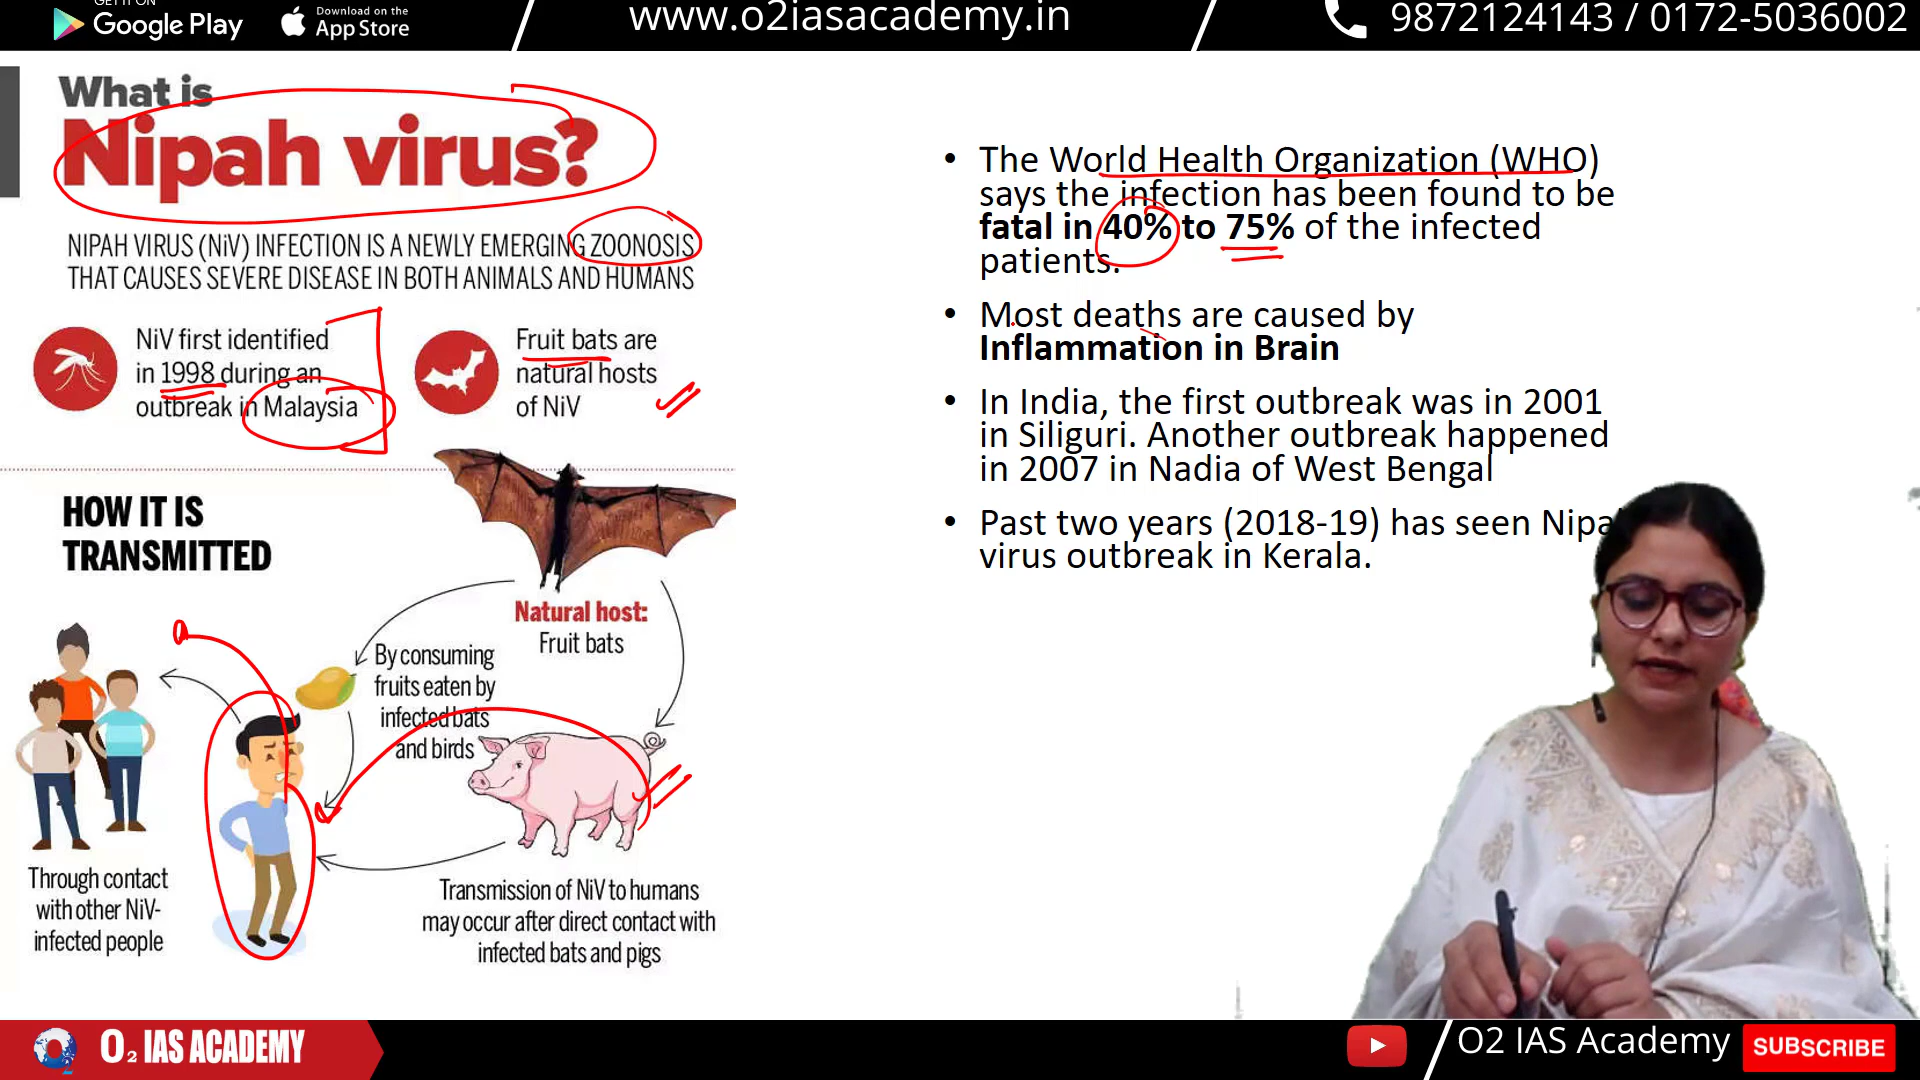 GET IT ON
Google Play
Download on the
App Store
www.o2iasacademy.in
9872124143 / 0172-5036002
What is
Nipah virus?
NIPAH VIRUS (NiV) INFECTION IS A NEWLY EMERGING ZOONOSIS
THAT CAUSES SEVERE DISEASE IN BOTH ANIMALS AND HUMANS
NiV first identified
in 1998 during an
outbreak in Malaysia
Fruit bats are
natural hosts
of NiV
HOW IT IS
TRANSMITTED
Natural host:
Fruit bats
By consuming
fruits eaten by
infected bats
and birds
Through contact
with other NiV-
infected people
Transmission of NiV to humans
may occur after direct contact with
infected bats and pigs
• The World Health Organization (WHO)
says the infection has been found to be
fatal in 40% to 75% of the infected
patients.
• Most deaths are caused by
Inflammation in Brain
• In India, the first outbreak was in 2001
in Siliguri. Another outbreak happened
in 2007 in Nadia of West Bengal
• Past two years (2018-19) has seen Nipa
virus outbreak in Kerala.
O2 IAS ACADEMY
O2 IAS Academy
SUBSCRIBE